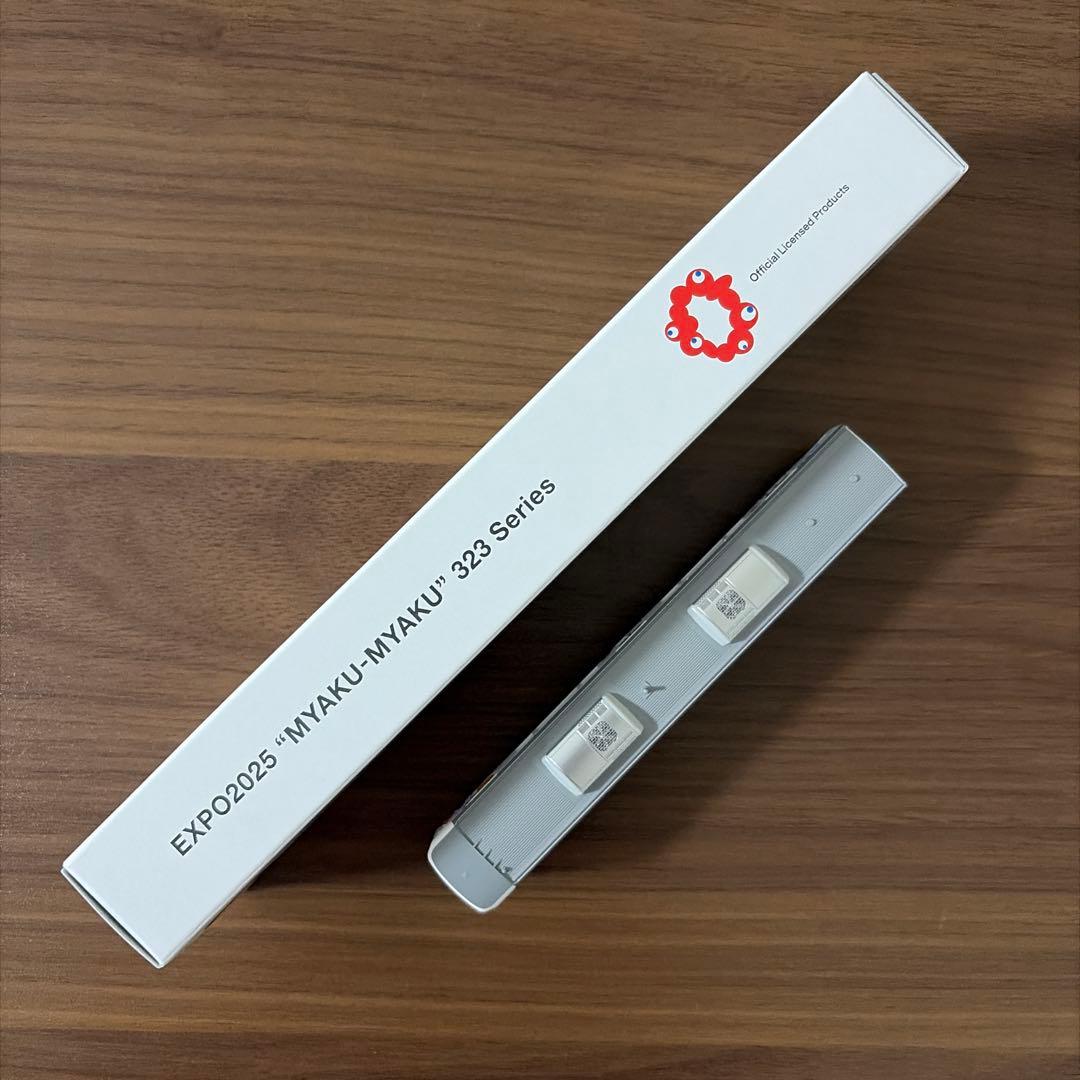 EXPO2025 “MYAKU-MYAKU” 323 Series
Official Licensed Products